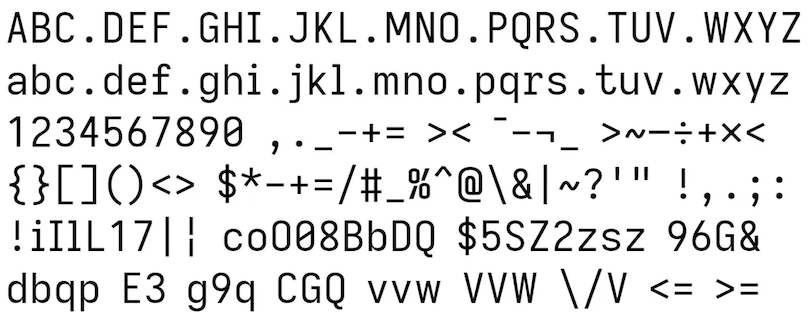 ABC.DEF.GHI.JKL.MNO.PQRS.TUV.WXYZ
abc.def.ghi.jkl.mno.pqrs.tuv.wxyz
1234567890 ,._-+= >< ¯-¬_ >~−÷+×<
{}[]()<> $*-+=/#_%^@\&|~?'" !,.;:
!iIlL17|¦ coO08BbDQ $5SZ2zsz 96G&
dbqp E3 g9q CGQ vvw VVW \/V <= >=